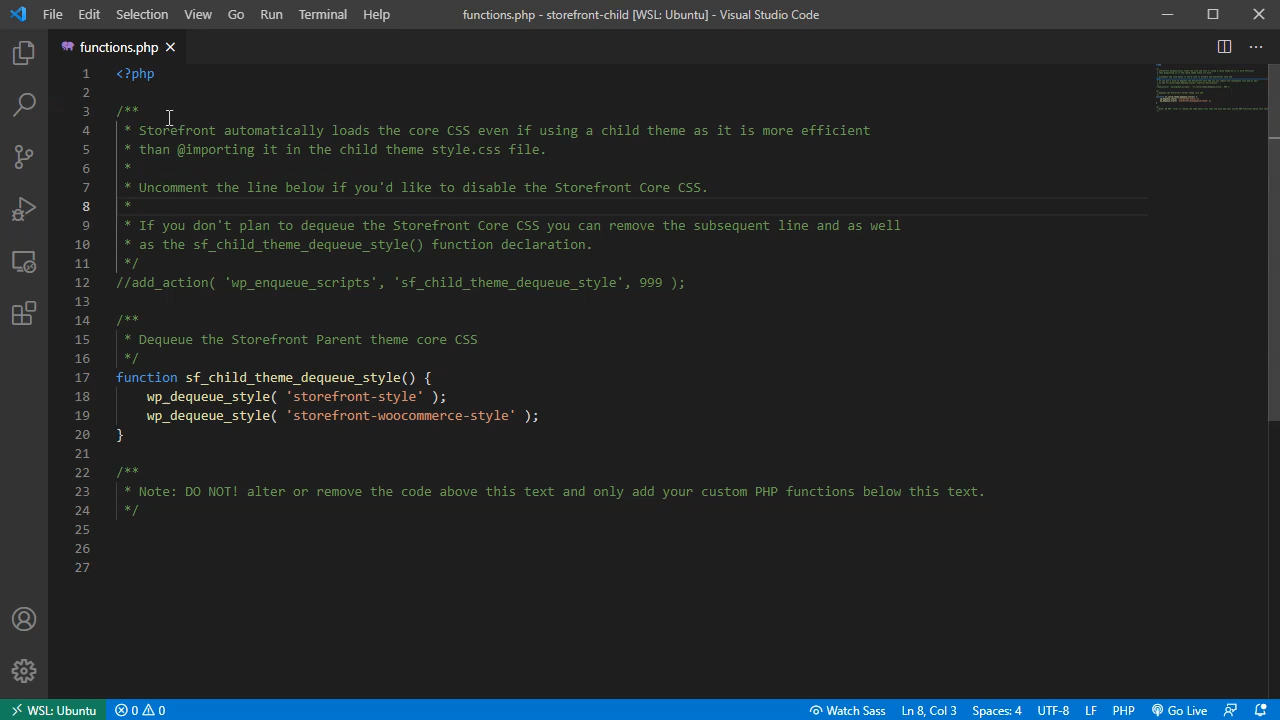 File Edit Selection View Go Run Terminal Help functions.php - storefront-child [WSL: Ubuntu] - Visual Studio Code
functions.php
1 <?php
2
3 /**
4 * Storefront automatically loads the core CSS even if using a child theme as it is more efficient
5 * than @importing it in the child theme style.css file.
6 *
7 * Uncomment the line below if you'd like to disable the Storefront Core CSS.
8 *
9 * If you don't plan to dequeue the Storefront Core CSS you can remove the subsequent line and as well
10 * as the sf_child_theme_dequeue_style() function declaration.
11 */
12 //add_action( 'wp_enqueue_scripts', 'sf_child_theme_dequeue_style', 999 );
13
14 /**
15 * Dequeue the Storefront Parent theme core CSS
16 */
17 function sf_child_theme_dequeue_style() {
18 wp_dequeue_style( 'storefront-style' );
19 wp_dequeue_style( 'storefront-woocommerce-style' );
20 }
21
22 /**
23 * Note: DO NOT! alter or remove the code above this text and only add your custom PHP functions below this text.
24 */
25
26
27
WSL: Ubuntu 0 0 Watch Sass Ln 8, Col 3 Spaces: 4 UTF-8 LF PHP Go Live